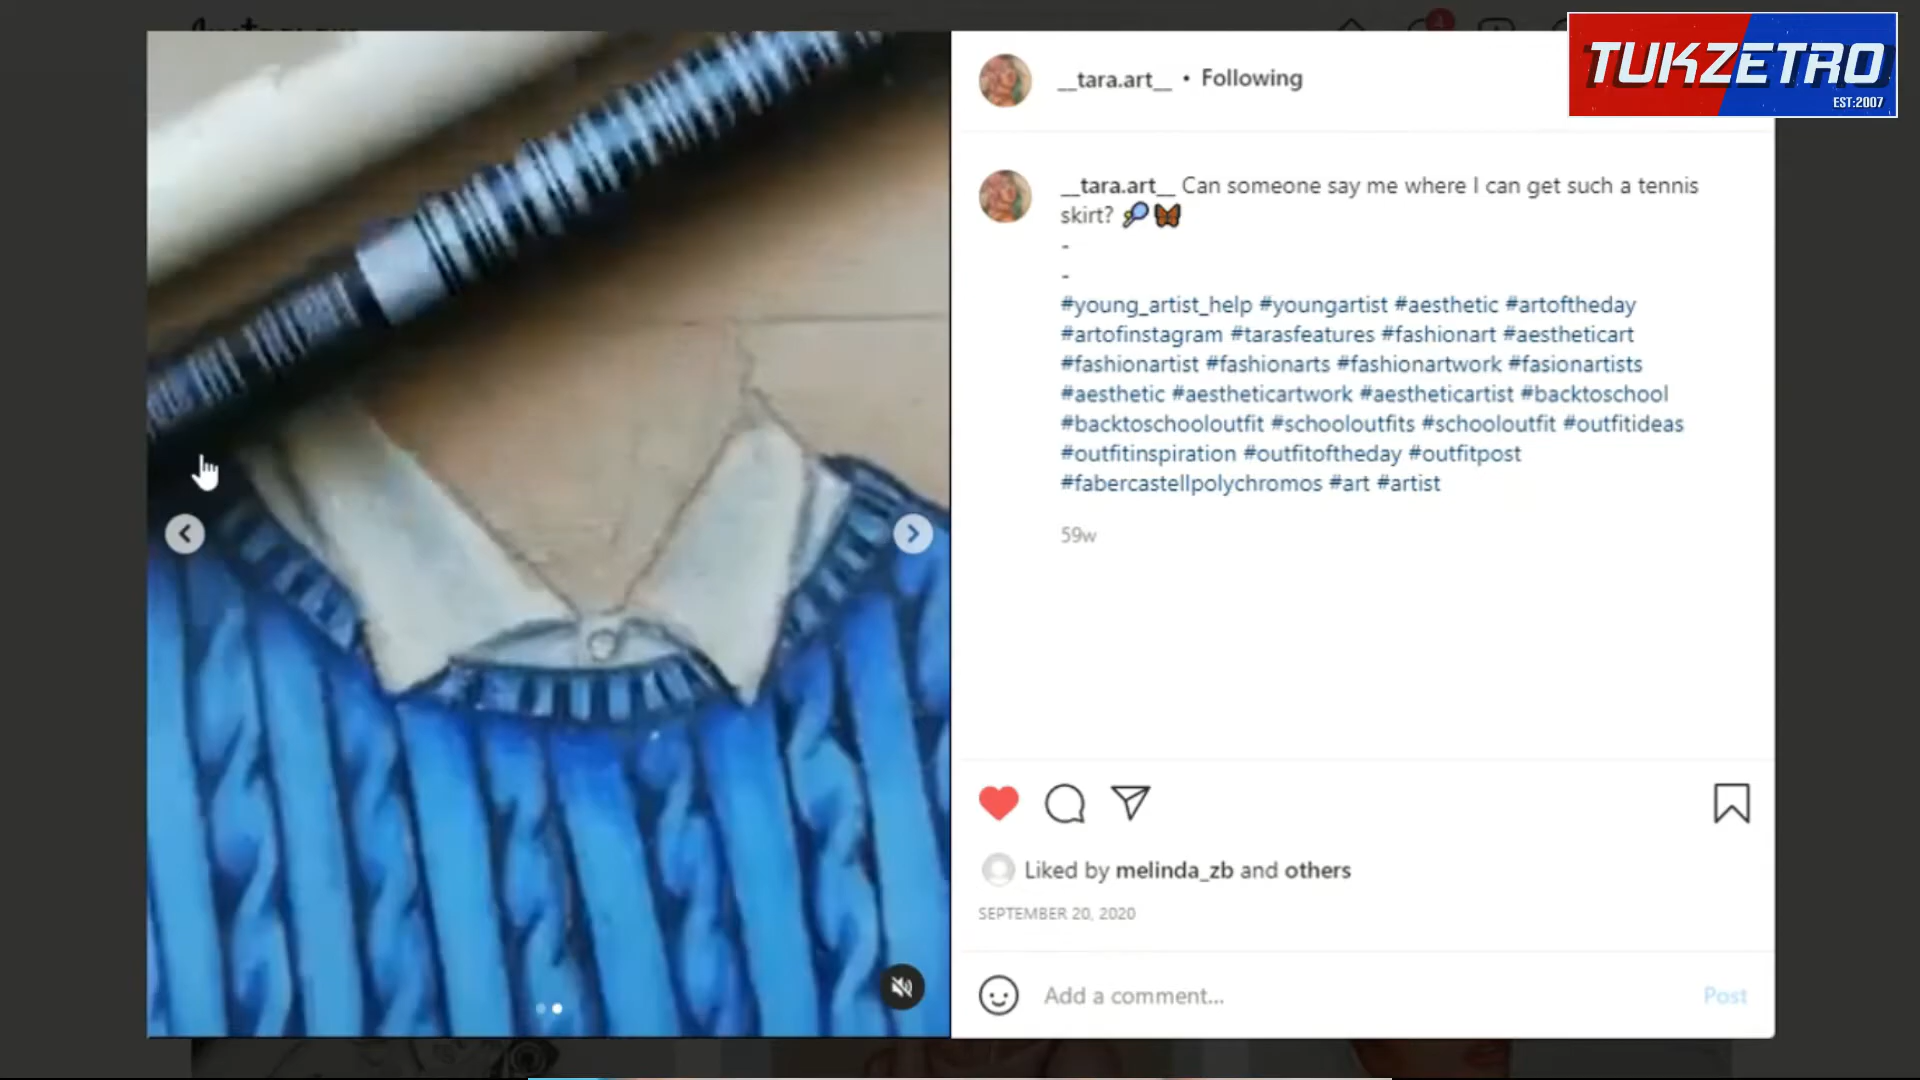 TUKZETRO
EST:2007
__tara.art__ • Following
__tara.art__ Can someone say me where I can get such a tennis
skirt? 🎾🦋
-
-
#young_artist_help #youngartist #aesthetic #artoftheday
#artofinstagram #tarasfeatures #fashionart #aestheticart
#fashionartist #fashionarts #fashionartwork #fasionartists
#aesthetic #aestheticartwork #aestheticartist #backtoschool
#backtoschooloutfit #schooloutfits #schooloutfit #outfitideas
#outfitinspiration #outfitoftheday #outfitpost
#fabercastellpolychromos #art #artist
59w
Liked by melinda_zb and others
SEPTEMBER 20, 2020
Add a comment...
Post